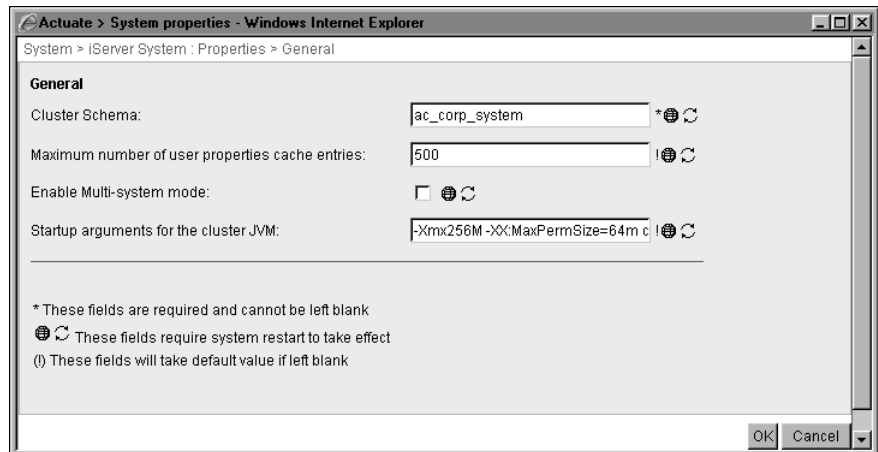 Actuate > System properties - Windows Internet Explorer
System > iServer System : Properties > General
General
Cluster Schema: ac_corp_system *
Maximum number of user properties cache entries: 500 !
Enable Multi-system mode:
Startup arguments for the cluster JVM: -Xmx256M -XX:MaxPermSize=64m c !
* These fields are required and cannot be left blank
These fields require system restart to take effect
(!) These fields will take default value if left blank
OK Cancel